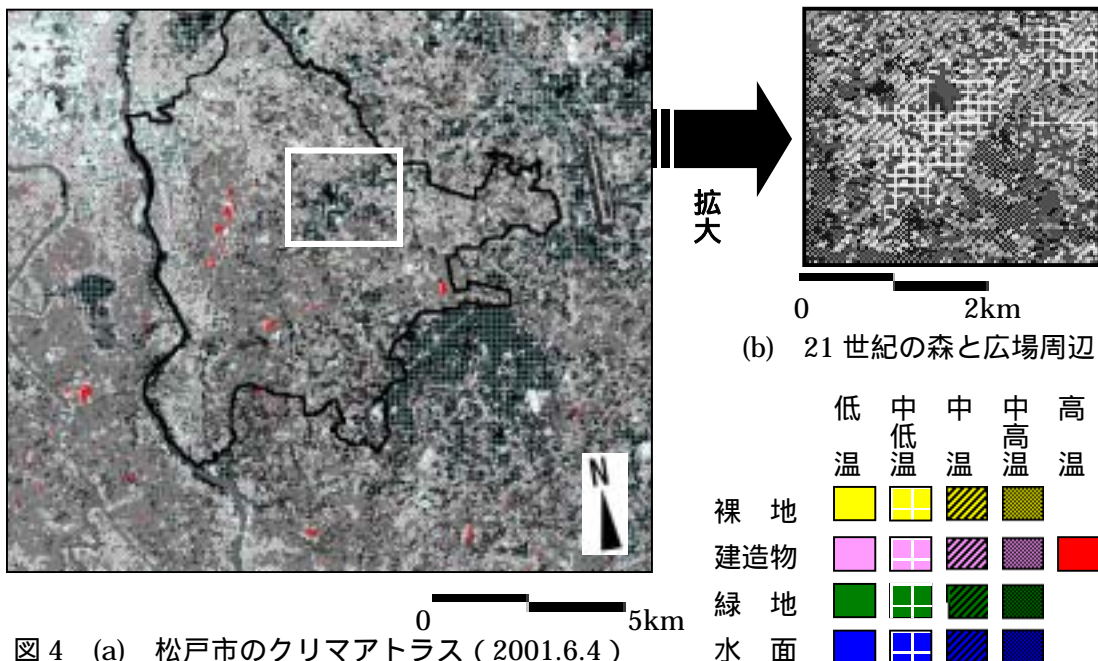 拡大
0 2km
(b) 21世紀の森と広場周辺
低温 中低温 中温 中高温 高温
裸 地
建造物
緑 地
水 面
N
0 5km
図4 (a) 松戸市のクリマアトラス(2001.6.4)